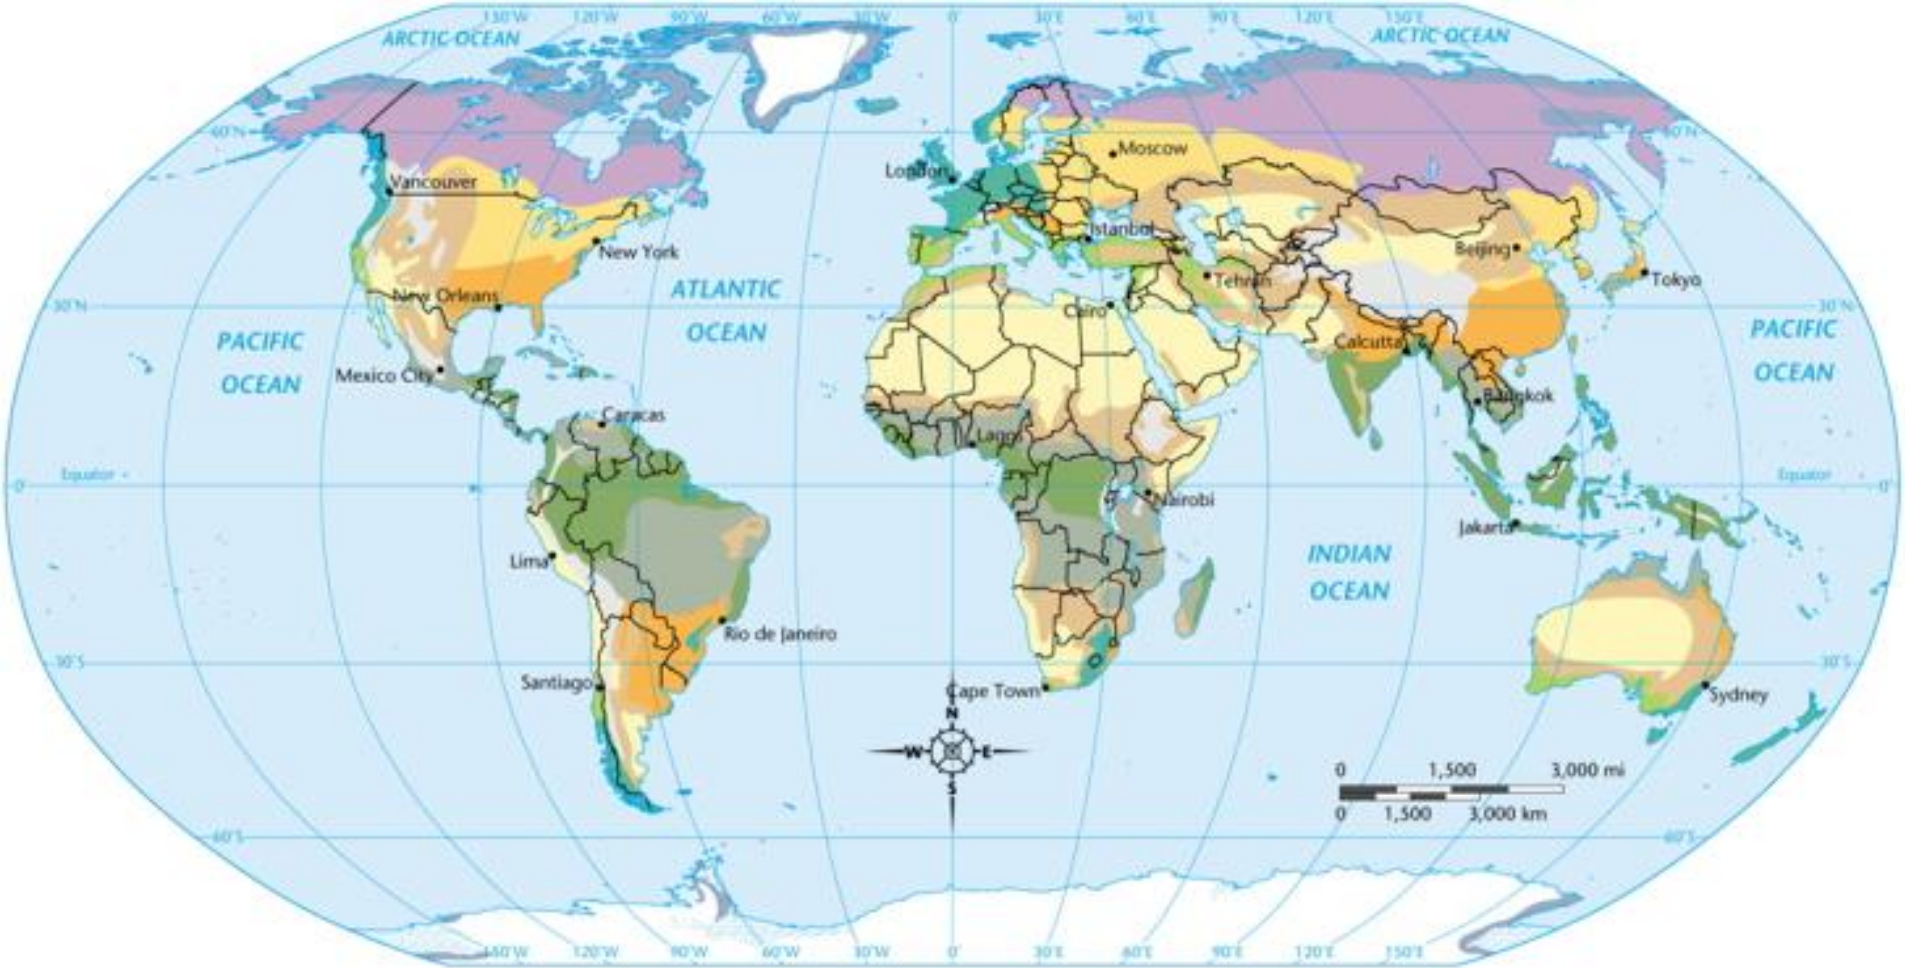 150°W 120°W 90°W 60°W 30°W 0° 30°E 60°E 90°E 120°E 150°E
ARCTIC OCEAN
ARCTIC OCEAN
60°N
60°N
Moscow
London
Vancouver
Istanbul
Beijing
New York
Tehran
Tokyo
ATLANTIC
OCEAN
New Orleans
30°N
30°N
Cairo
PACIFIC
OCEAN
PACIFIC
OCEAN
Calcutta
Mexico City
Bangkok
Caracas
Lagos
Equator
Equator
0°
0°
Nairobi
Jakarta
Lima
INDIAN
OCEAN
Rio de Janeiro
30°S
30°S
Santiago
Cape Town
Sydney
N
W E
S
0 1,500 3,000 mi
0 1,500 3,000 km
60°S
60°S
150°W 120°W 90°W 60°W 30°W 0° 30°E 60°E 90°E 120°E 150°E